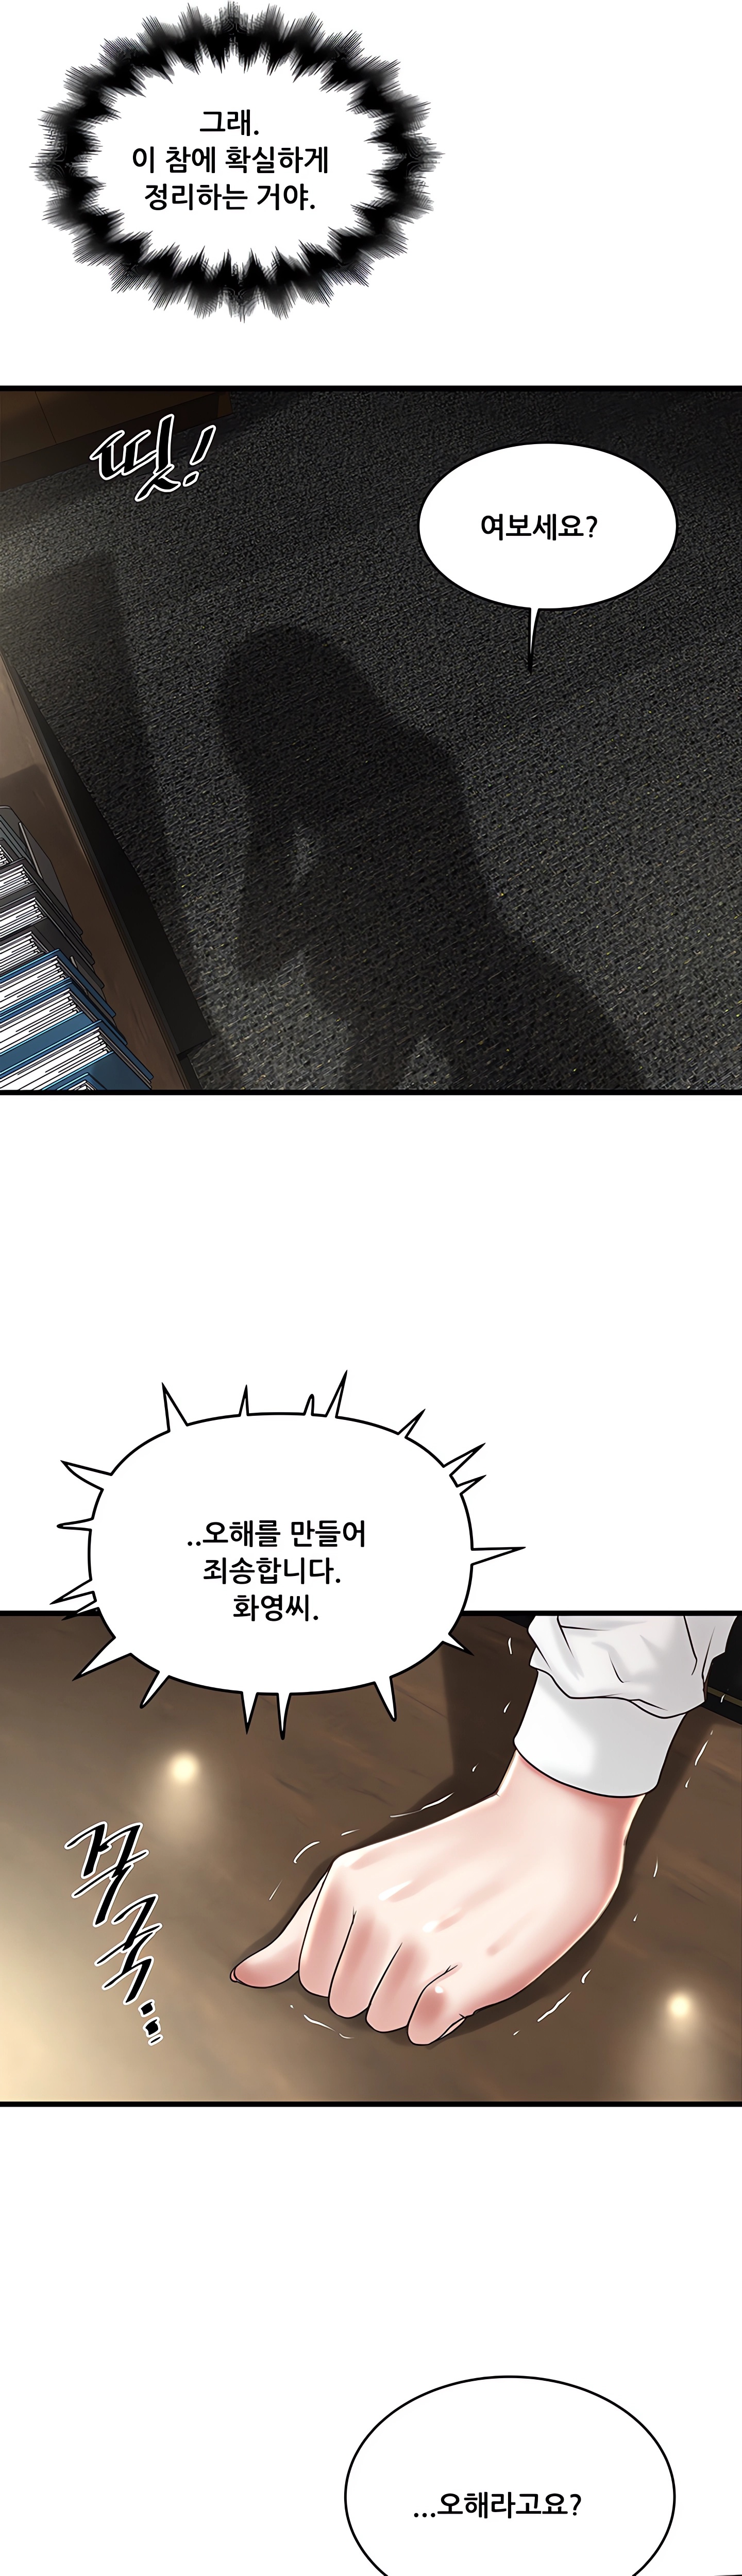 그래.
이 참에 확실하게
정리하는 거야.
띳!
여보세요?
..오해를 만들어
죄송합니다.
화영씨.
꾸욱..
...오해라고요?